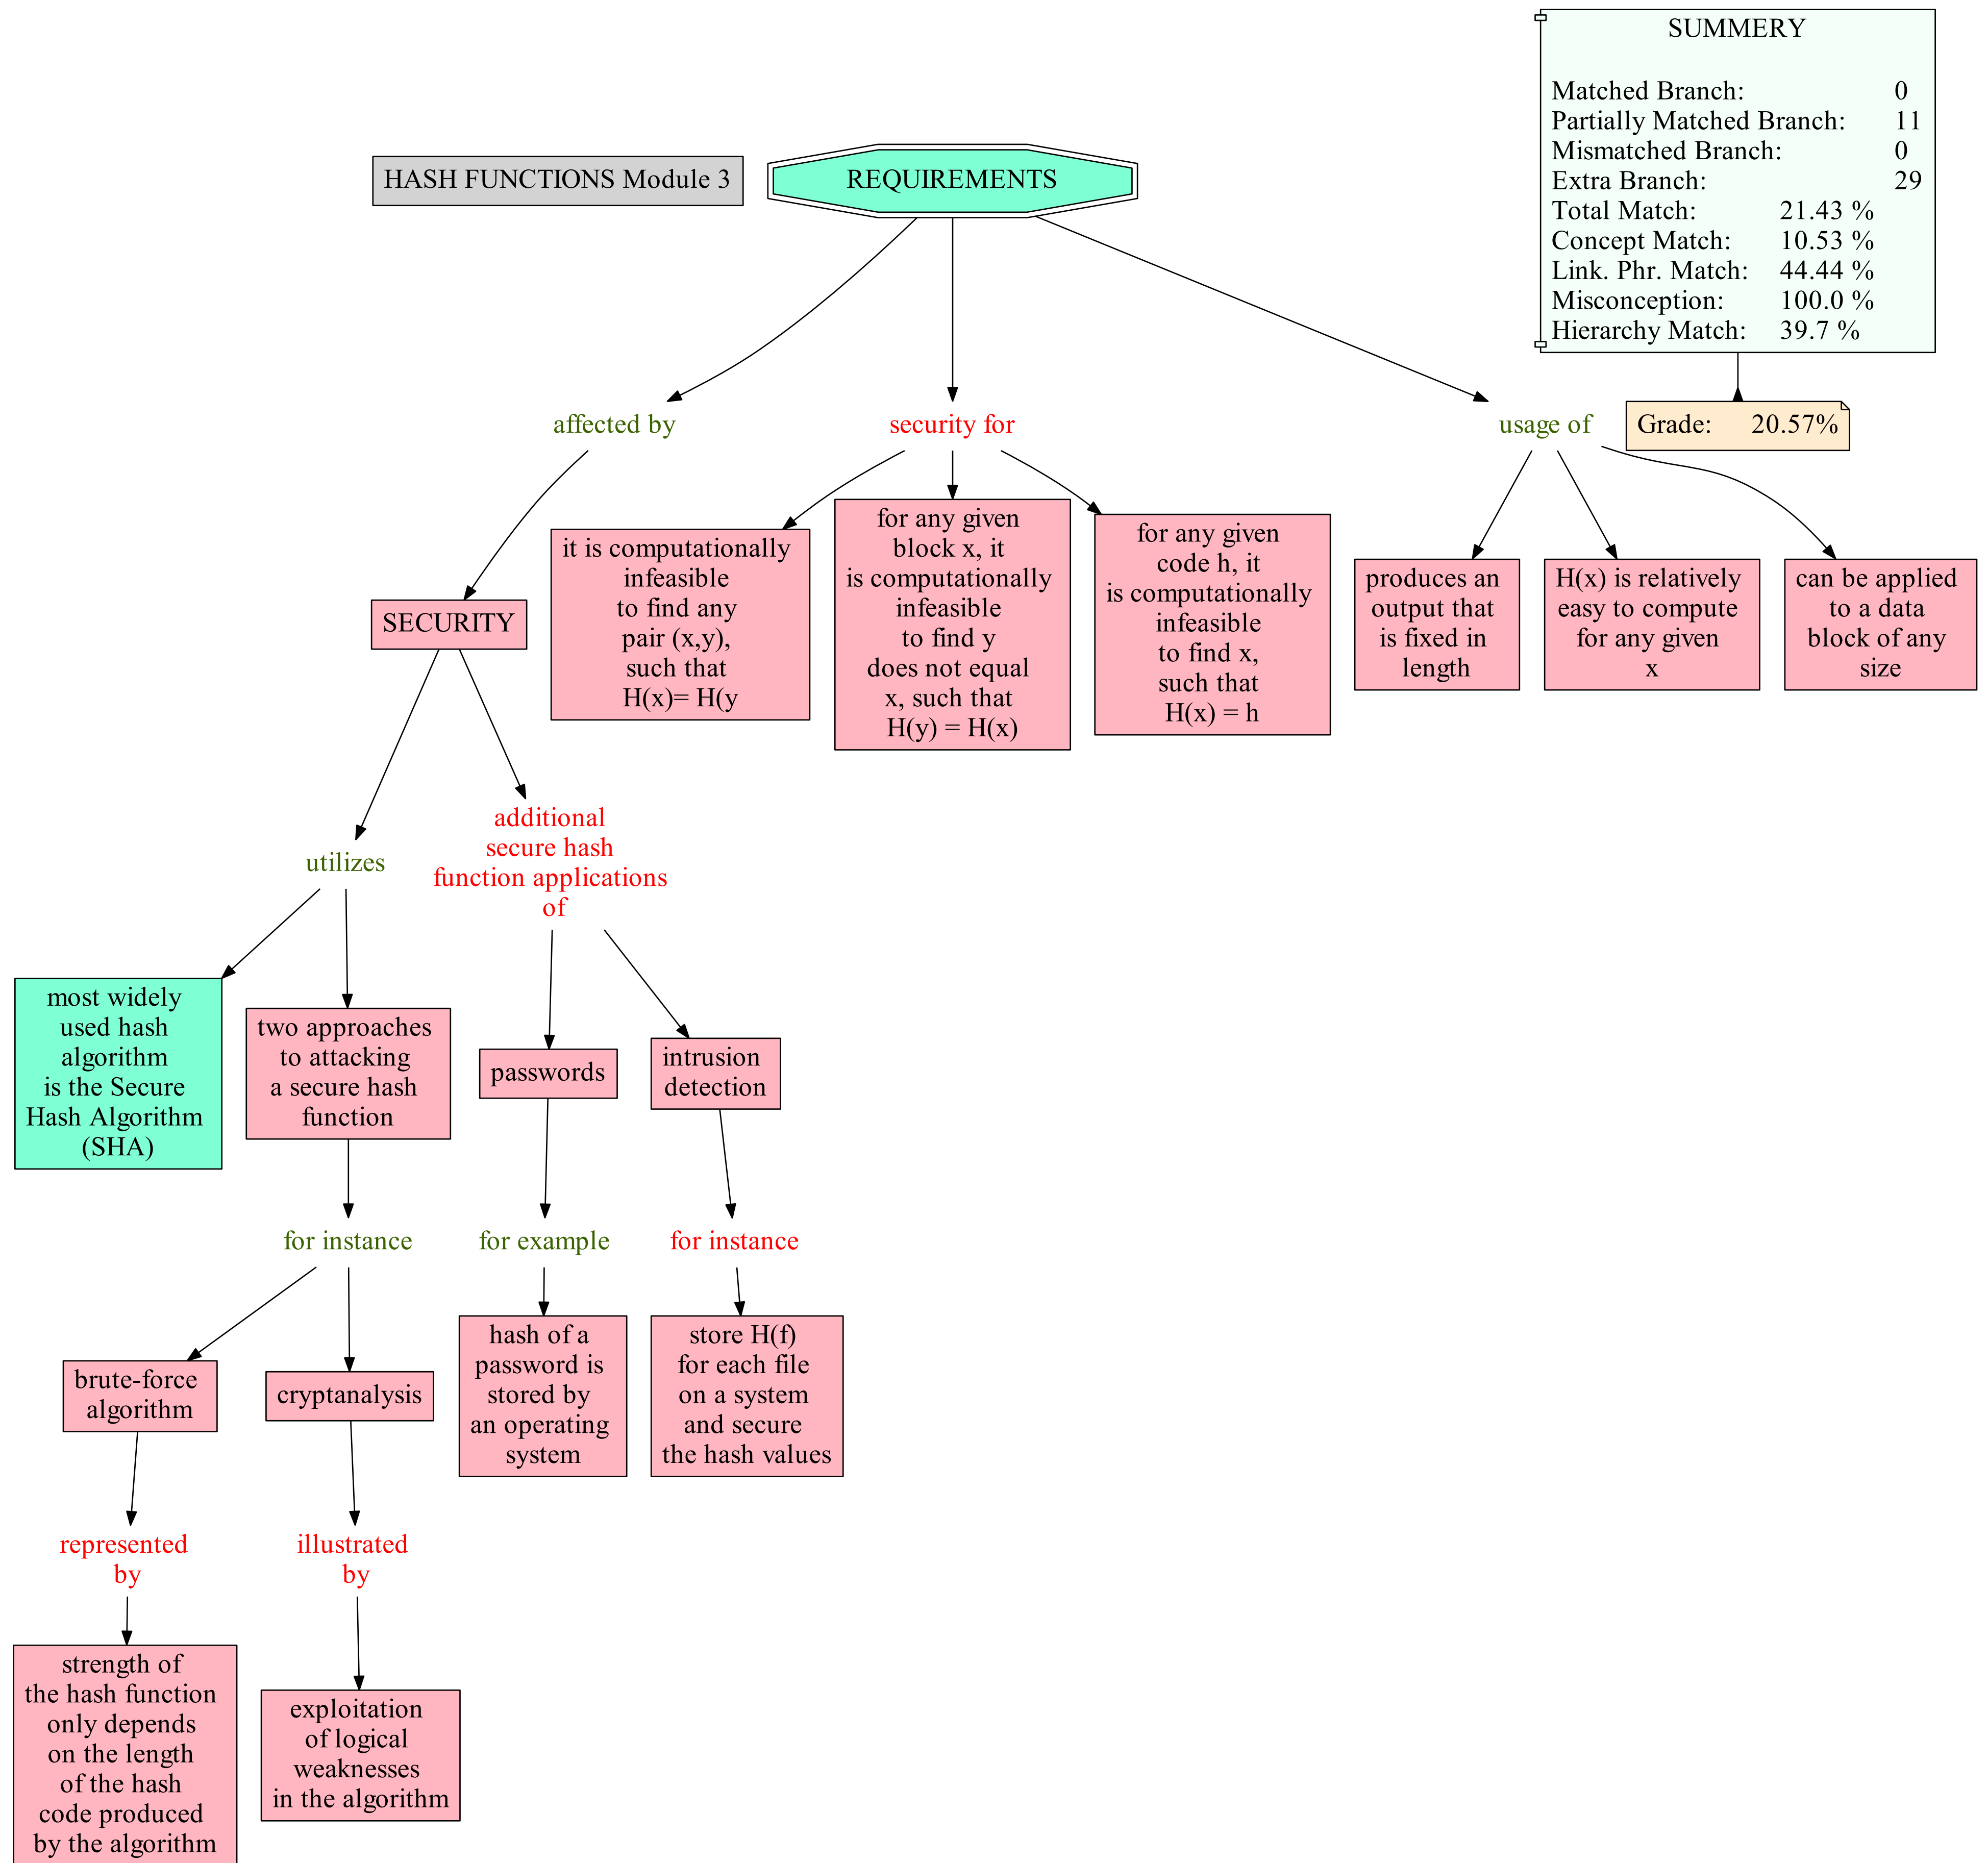 SUMMERY
Matched Branch: 0
Partially Matched Branch: 11
Mismatched Branch: 0
Extra Branch: 29
Total Match: 21.43 %
Concept Match: 10.53 %
Link. Phr. Match: 44.44 %
Misconception: 100.0 %
Hierarchy Match: 39.7 %
HASH FUNCTIONS Module 3
REQUIREMENTS
affected by
security for
usage of
Grade: 20.57%
it is computationally
infeasible
to find any
pair (x,y),
such that
H(x)= H(y
for any given
block x, it
is computationally
infeasible
to find y
does not equal
x, such that
H(y) = H(x)
for any given
code h, it
is computationally
infeasible
to find x,
such that
H(x) = h
produces an
output that
is fixed in
length
H(x) is relatively
easy to compute
for any given
x
can be applied
to a data
block of any
size
SECURITY
utilizes
additional
secure hash
function applications
of
most widely
used hash
algorithm
is the Secure
Hash Algorithm
(SHA)
two approaches
to attacking
a secure hash
function
passwords
intrusion
detection
for instance
for example
for instance
brute-force
algorithm
cryptanalysis
hash of a
password is
stored by
an operating
system
store H(f)
for each file
on a system
and secure
the hash values
represented
by
illustrated
by
strength of
the hash function
only depends
on the length
of the hash
code produced
by the algorithm
exploitation
of logical
weaknesses
in the algorithm